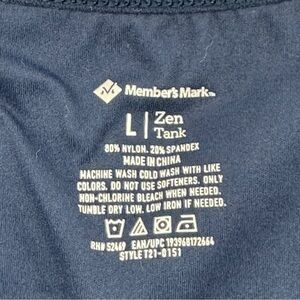 Member's Mark™
L | Zen
Tank
80% NYLON. 20% SPANDEX
MADE IN CHINA
MACHINE WASH COLD WASH WITH LIKE
COLORS. DO NOT USE SOFTENERS. ONLY
NON-CHLORINE BLEACH WHEN NEEDED.
TUMBLE DRY LOW. LOW IRON IF NEEDED.
RN# 52469 EAN/UPC 193968172664
STYLE T21-0151